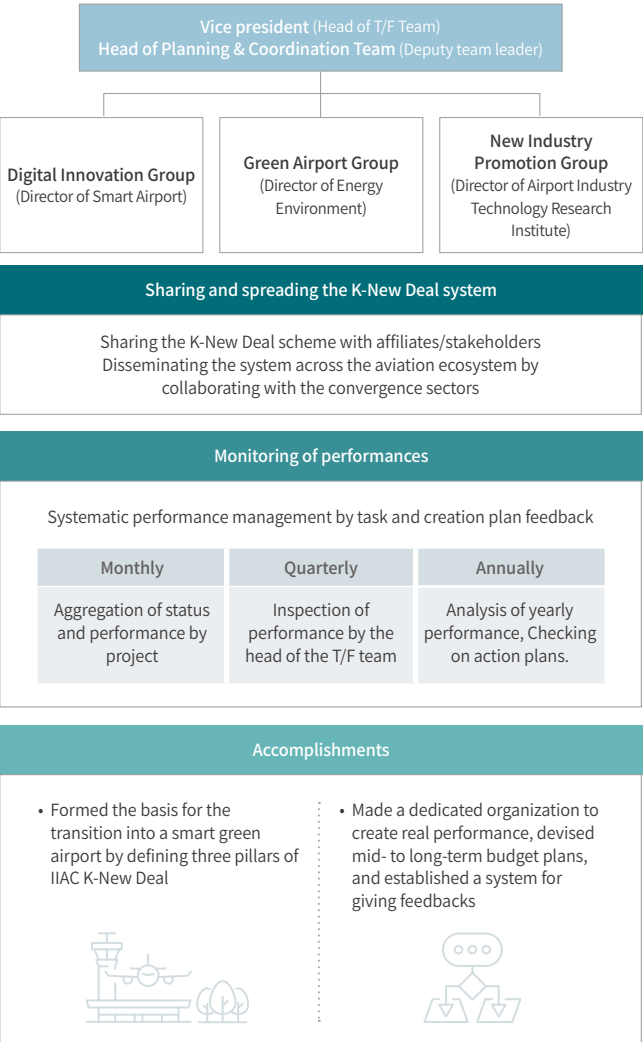 Vice president (Head of T/F Team)
Head of Planning & Coordination Team (Deputy team leader)
Digital Innovation Group
(Director of Smart Airport)
Green Airport Group
(Director of Energy
Environment)
New Industry
Promotion Group
(Director of Airport Industry
Technology Research
Institute)
Sharing and spreading the K-New Deal system
Sharing the K-New Deal scheme with affiliates/stakeholders
Disseminating the system across the aviation ecosystem by
collaborating with the convergence sectors
Monitoring of performances
Systematic performance management by task and creation plan feedback
Monthly
Aggregation of status
and performance by
project
Quarterly
Inspection of
performance by the
head of the T/F team
Annually
Analysis of yearly
performance, Checking
on action plans.
Accomplishments
• Formed the basis for the
transition into a smart green
airport by defining three pillars of
IIAC K-New Deal
• Made a dedicated organization to
create real performance, devised
mid- to long-term budget plans,
and established a system for
giving feedbacks